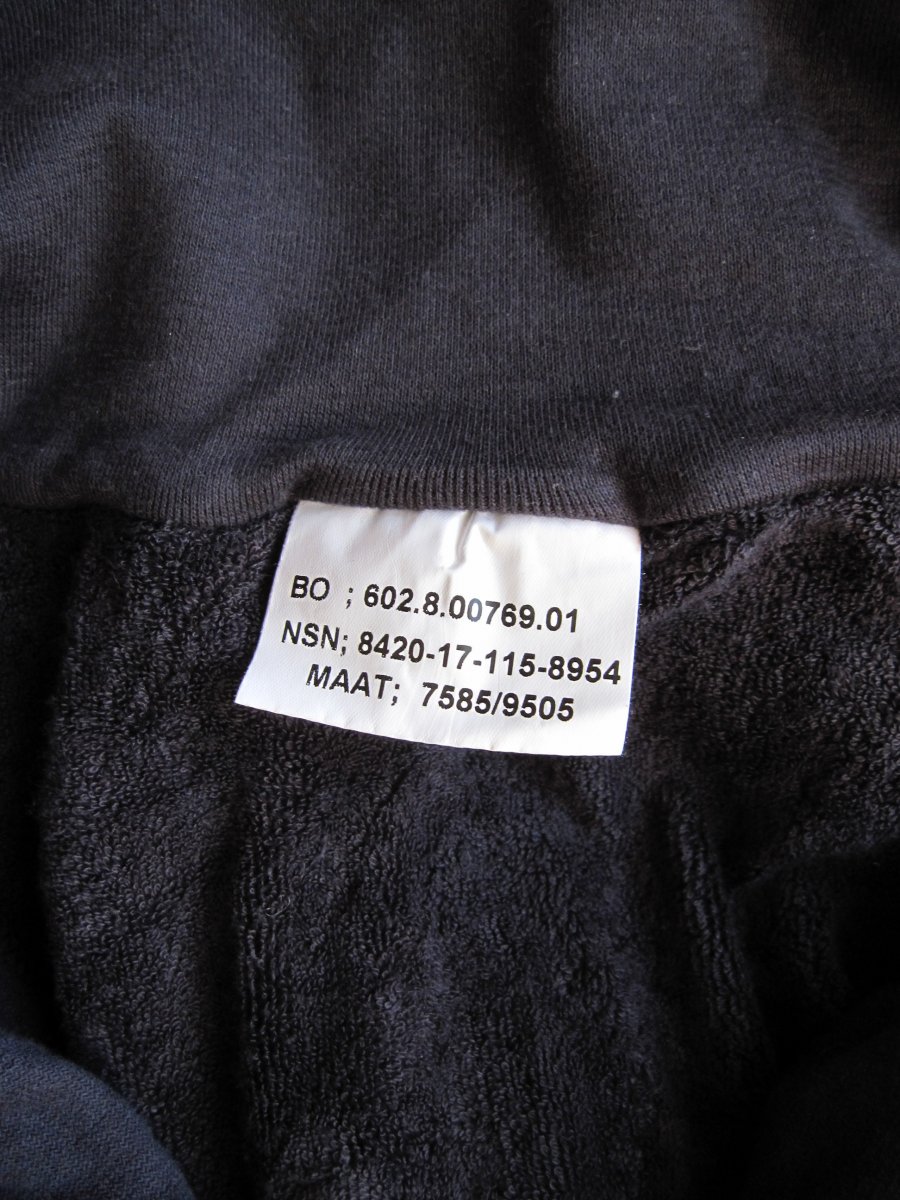 BO ; 602.8.00769.01
NSN; 8420-17-115-8954
MAAT; 7585/9505